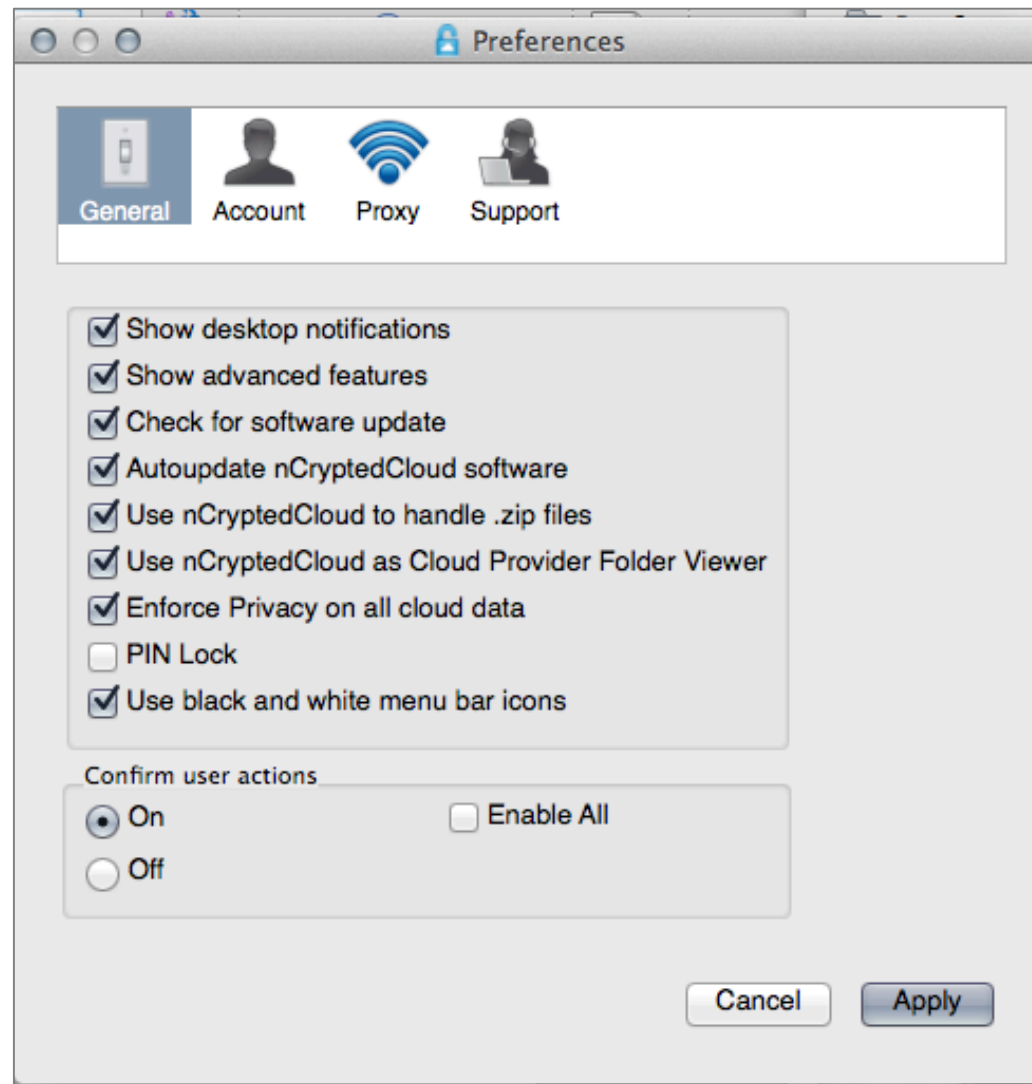 Preferences
General Account Proxy Support
Show desktop notifications
Show advanced features
Check for software update
Autoupdate nCryptedCloud software
Use nCryptedCloud to handle .zip files
Use nCryptedCloud as Cloud Provider Folder Viewer
Enforce Privacy on all cloud data
PIN Lock
Use black and white menu bar icons
Confirm user actions
On Enable All
Off
Cancel Apply